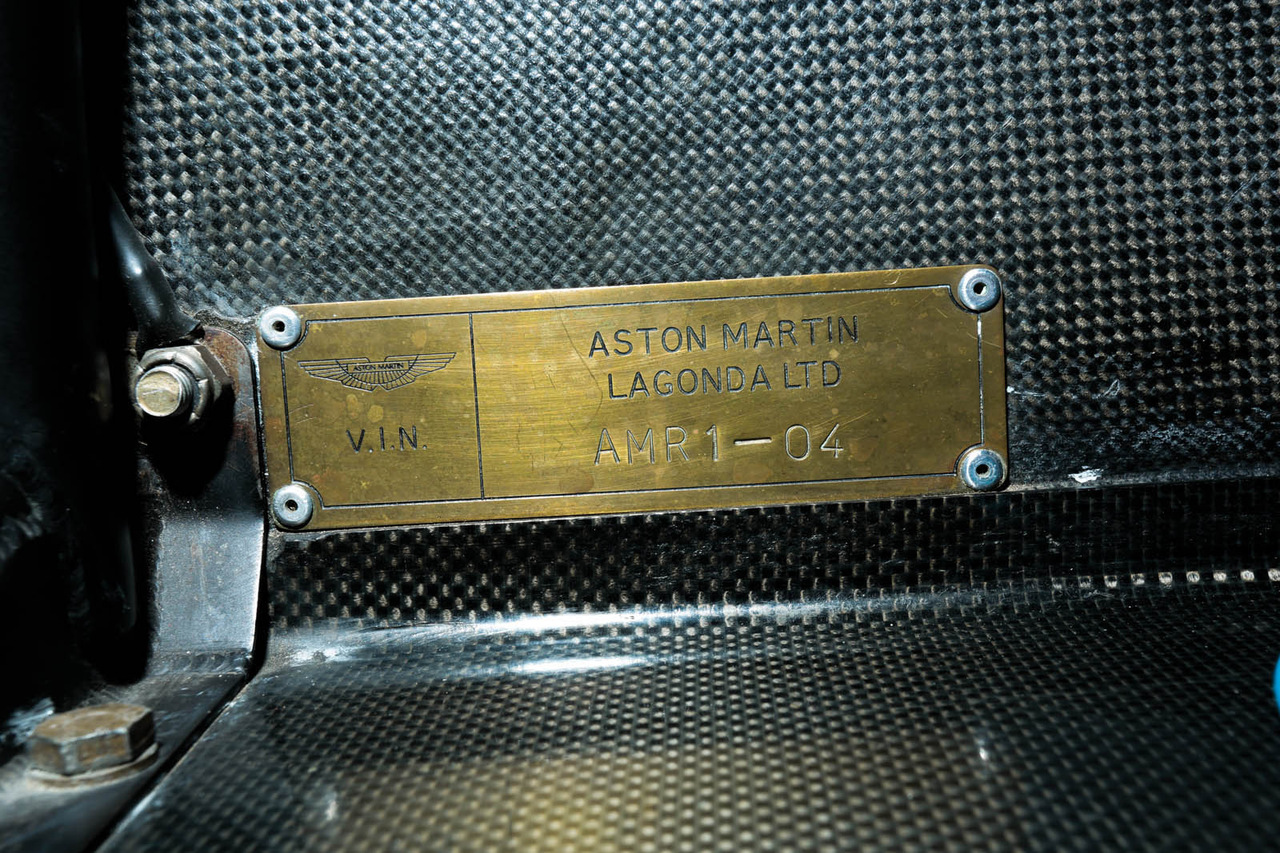 ASTON MARTIN
V.I.N.
ASTON MARTIN
LAGONDA LTD
AMR1-04